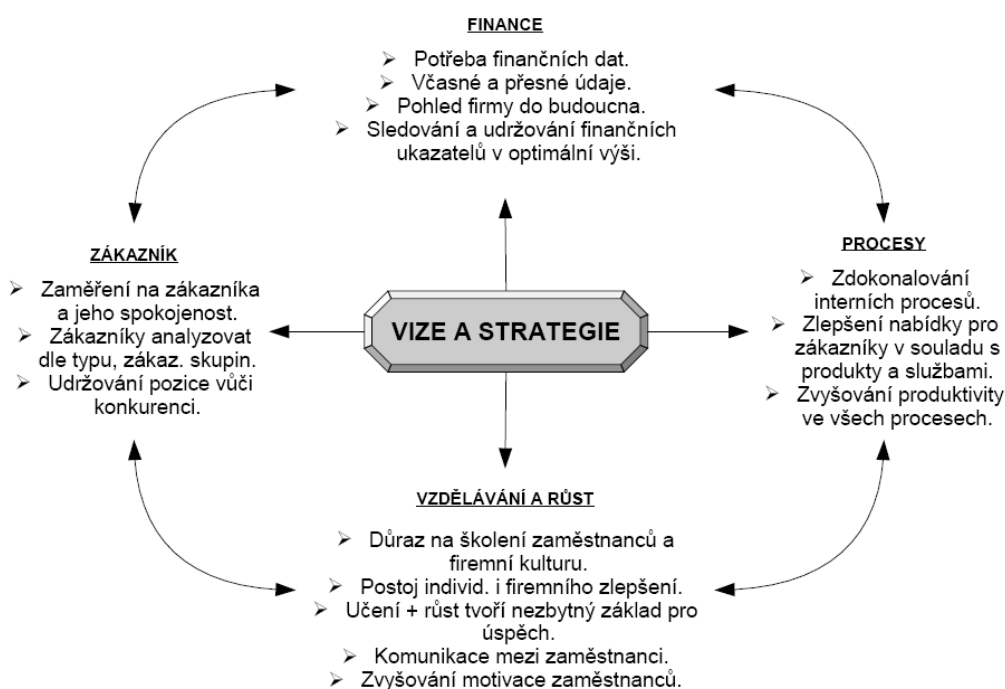 FINANCE
➢ Potřeba finančních dat.
➢ Včasné a přesné údaje.
➢ Pohled firmy do budoucna.
➢ Sledování a udržování finančních
ukazatelů v optimální výši.
ZÁKAZNÍK
➢ Zaměření na zákazníka
a jeho spokojenost.
➢ Zákazníky analyzovat
dle typu, zákaz. skupin.
➢ Udržování pozice vůči
konkurenci.
VIZE A STRATEGIE
PROCESY
➢ Zdokonalování
interních procesů.
➢ Zlepšení nabídky pro
zákazníky v souladu s
produkty a službami.
➢ Zvyšování produktivity
ve všech procesech.
VZDĚLÁVÁNÍ A RŮST
➢ Důraz na školení zaměstnanců a
firemní kulturu.
➢ Postoj individ. i firemního zlepšení.
➢ Učení + růst tvoří nezbytný základ pro
úspěch.
➢ Komunikace mezi zaměstnanci.
➢ Zvyšování motivace zaměstnanců.